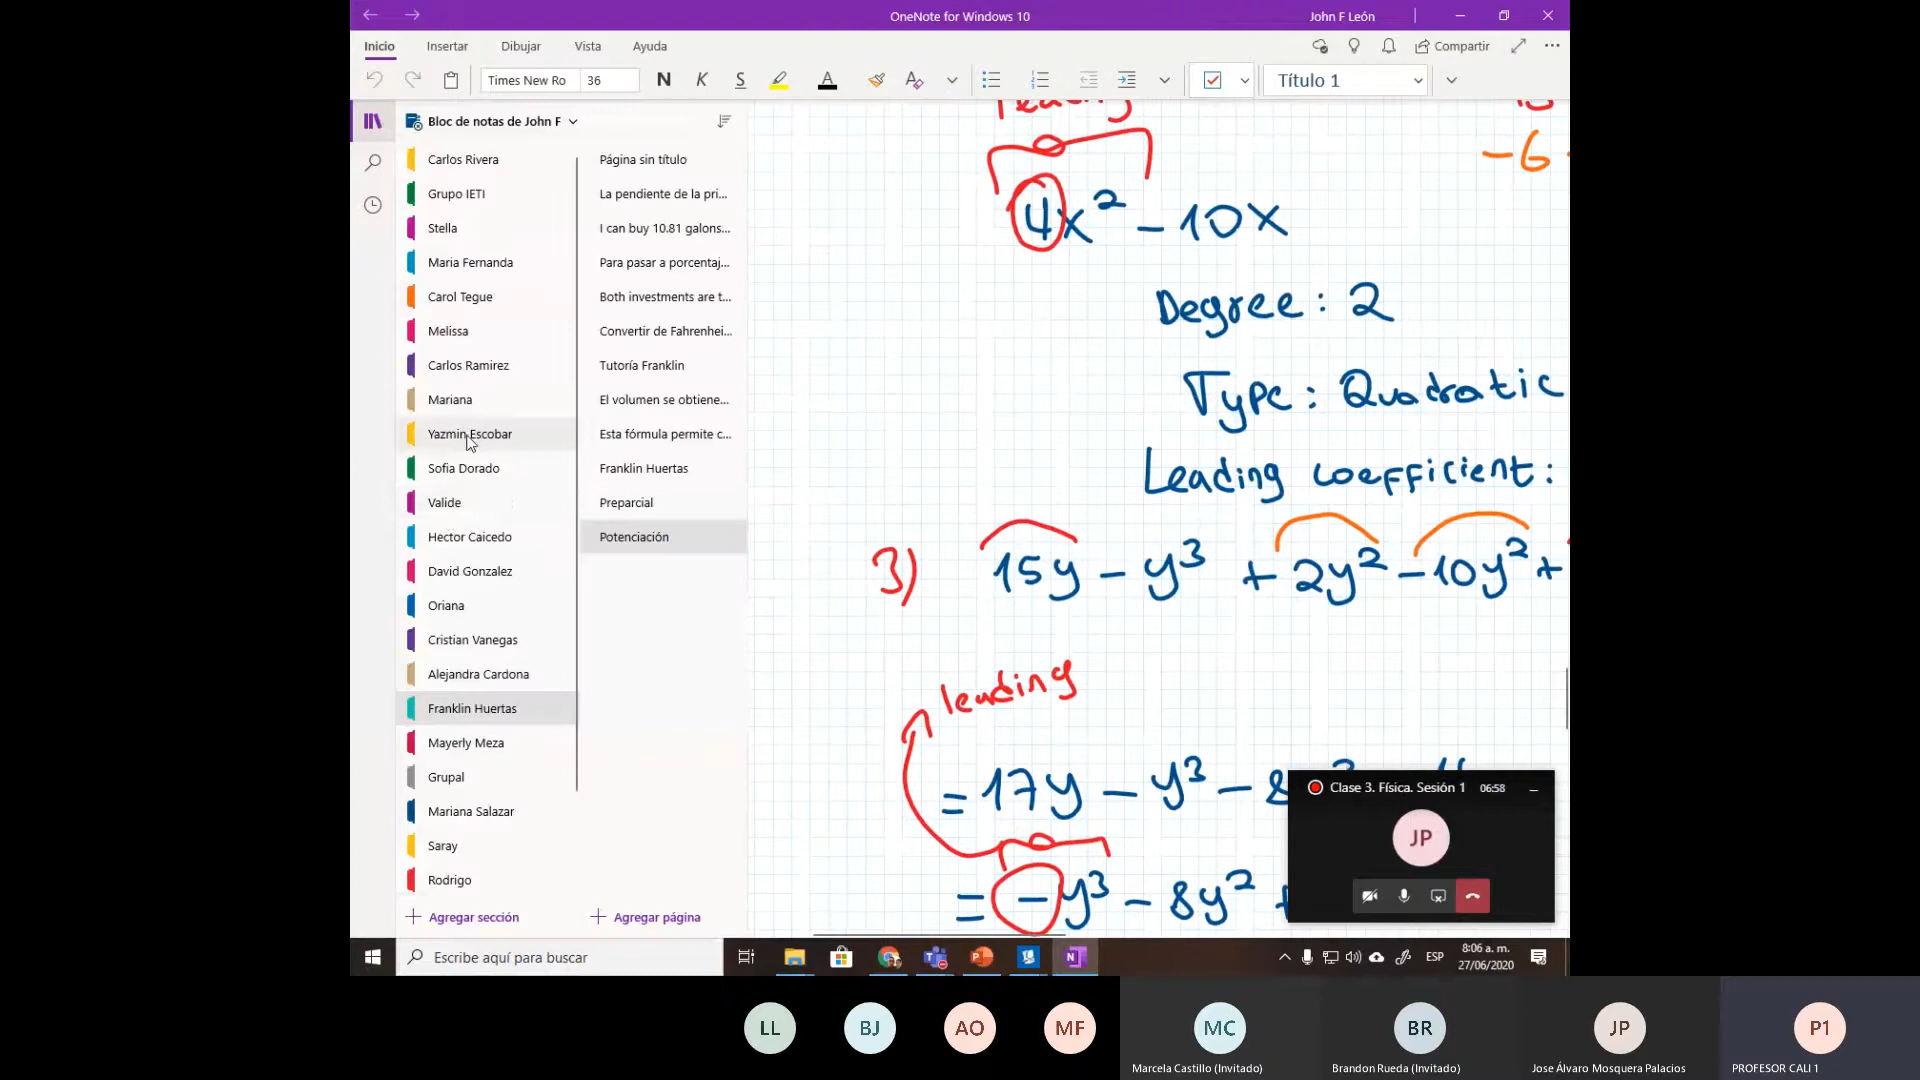 OneNote for Windows 10
John F León
Inicio
Insertar
Dibujar
Vista
Ayuda
Compartir
Times New Ro
36
N
K
S
A
Título 1
Bloc de notas de John F
Carlos Rivera
Grupo IETI
Stella
Maria Fernanda
Carol Tegue
Melissa
Carlos Ramirez
Mariana
Yazmin Escobar
Sofia Dorado
Valide
Hector Caicedo
David Gonzalez
Oriana
Cristian Vanegas
Alejandra Cardona
Franklin Huertas
Mayerly Meza
Grupal
Mariana Salazar
Saray
Rodrigo
Agregar sección
Página sin título
La pendiente de la pri...
I can buy 10.81 galons...
Para pasar a porcentaj...
Both investments are t...
Convertir de Fahrenhei...
Tutoría Franklin
El volumen se obtiene...
Esta fórmula permite c...
Franklin Huertas
Preparcial
Potenciación
Agregar página
leading
-6
4x² - 10x
Degree: 2
Type: Quadratic
Leading coefficient:
3) 15y - y³ + 2y² - 10y² +
leading
= 17y - y³ - 8
= -y³ - 8y² +
Clase 3. Física. Sesión 1 06:58
JP
Escribe aquí para buscar
ESP
8:06 a. m.
27/06/2020
LL
BJ
AO
MF
MC
Marcela Castillo (Invitado)
BR
Brandon Rueda (Invitado)
JP
Jose Álvaro Mosquera Palacios
P1
PROFESOR CALI 1